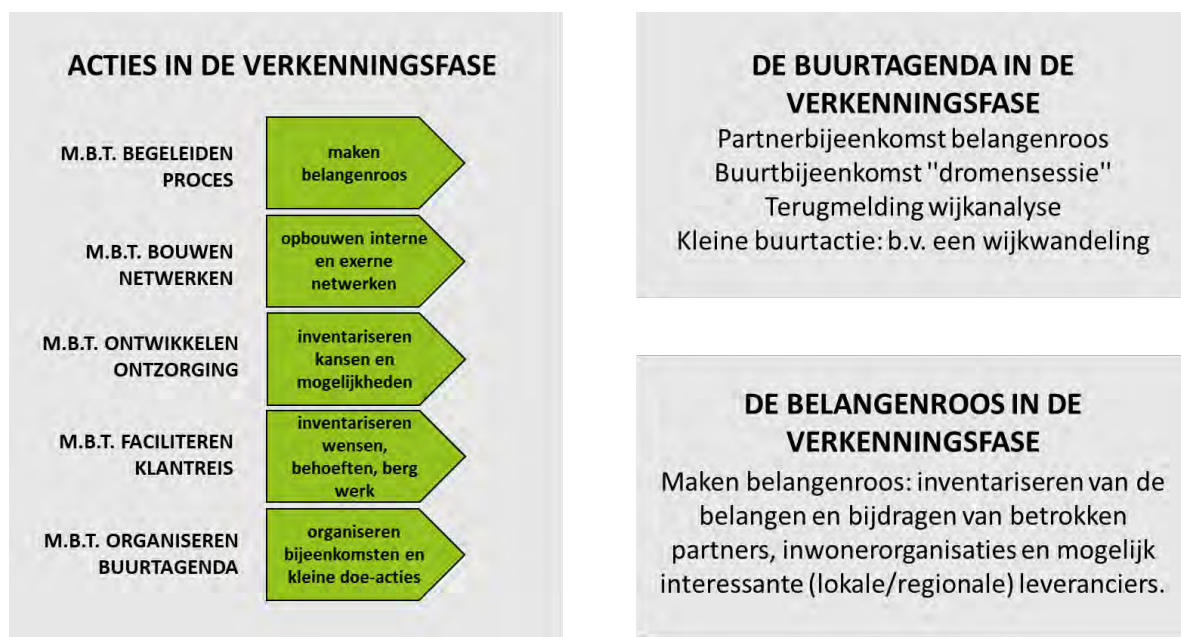 ACTIES IN DE VERKENNINGSFASE
M.B.T. BEGELEIDEN
PROCES
maken
belangenroos
M.B.T. BOUWEN
NETWERKEN
opbouwen interne
en exerne
netwerken
M.B.T. ONTWIKKELEN
ONTZORGING
inventariseren
kansen en
mogelijkheden
M.B.T. FACILITEREN
KLANTREIS
inventariseren
wensen,
behoeften, berg
werk
M.B.T. ORGANISEREN
BUURTAGENDA
organiseren
bijeenkomsten en
kleine doe-acties
DE BUURTAGENDA IN DE
VERKENNINGSFASE
Partnerbijeenkomst belangenroos
Buurtbijeenkomst "dromensessie"
Terugmelding wijkanalyse
Kleine buurtactie: b.v. een wijkwandeling
DE BELANGENROOS IN DE
VERKENNINGSFASE
Maken belangenroos: inventariseren van de
belangen en bijdragen van betrokken
partners, inwonerorganisaties en mogelijk
interessante (lokale/regionale) leveranciers.